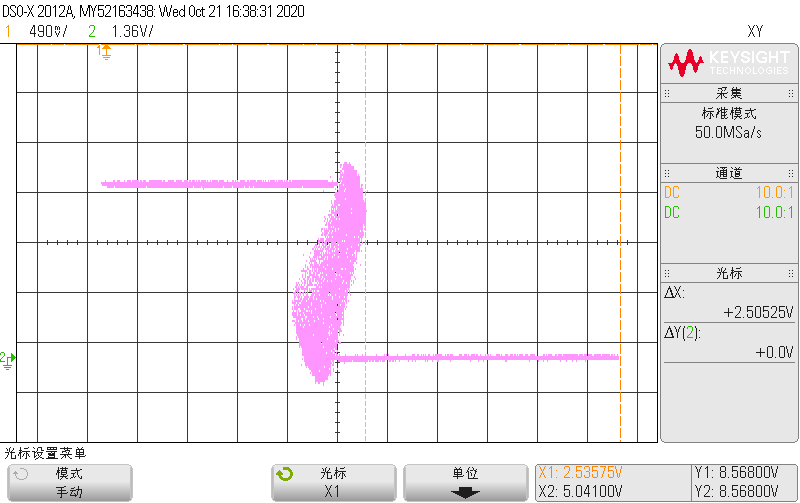 DSO-X 2012A, MY52163438: Wed Oct 21 16:38:31 2020
1 490mV/ 2 1.36V/ XY
1
KEYSIGHT
TECHNOLOGIES
采集
标准模式
50.0MSa/s
通道
DC 10.0:1
DC 10.0:1
光标
ΔX:
+2.50525V
ΔY(2):
+0.0V
2
光标设置菜单
模式
手动
光标
X1
单位
X1: 2.53575V
X2: 5.04100V
Y1: 8.56800V
Y2: 8.56800V